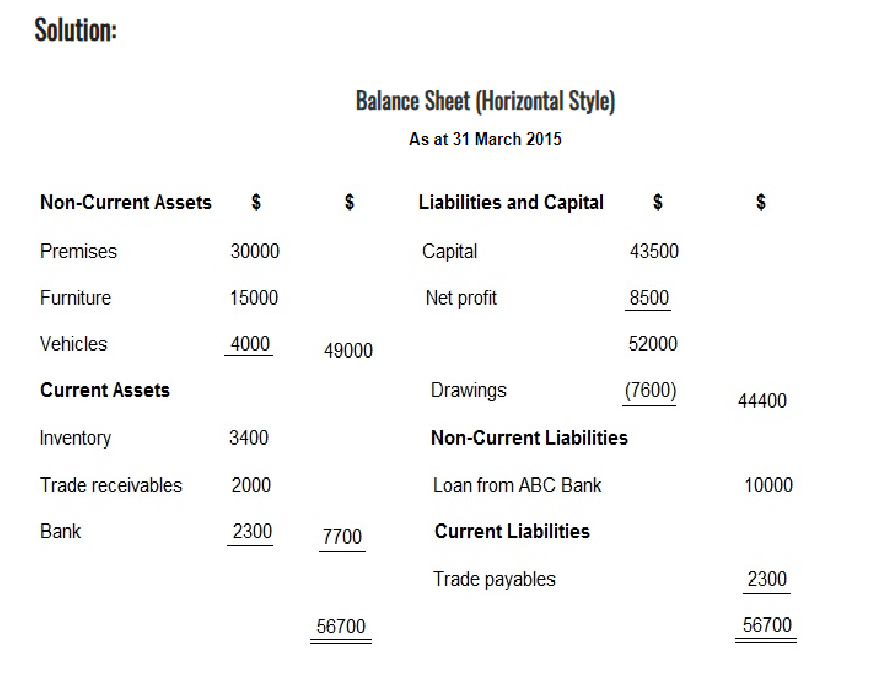 Solution:
Balance Sheet (Horizontal Style)
As at 31 March 2015
Non-Current Assets $ $ Liabilities and Capital $ $
Premises 30000 Capital 43500
Furniture 15000 Net profit 8500
Vehicles 4000 49000 52000
Current Assets Drawings (7600) 44400
Inventory 3400 Non-Current Liabilities
Trade receivables 2000 Loan from ABC Bank 10000
Bank 2300 7700 Current Liabilities
Trade payables 2300
56700 56700